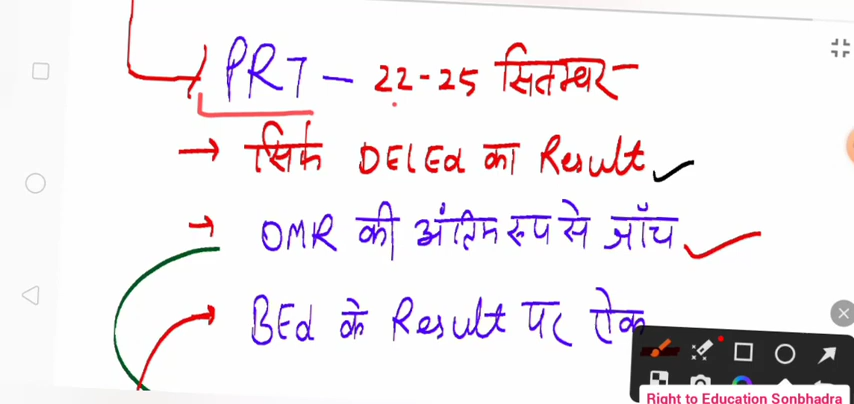 PRT - 22-25 सितम्बर
→ सिर्फ DElEd का Result ✓
→ OMR की अंतिम रूप से जाँच ✓
→ BEd के Result पर रोक
Right to Education Sonbhadra